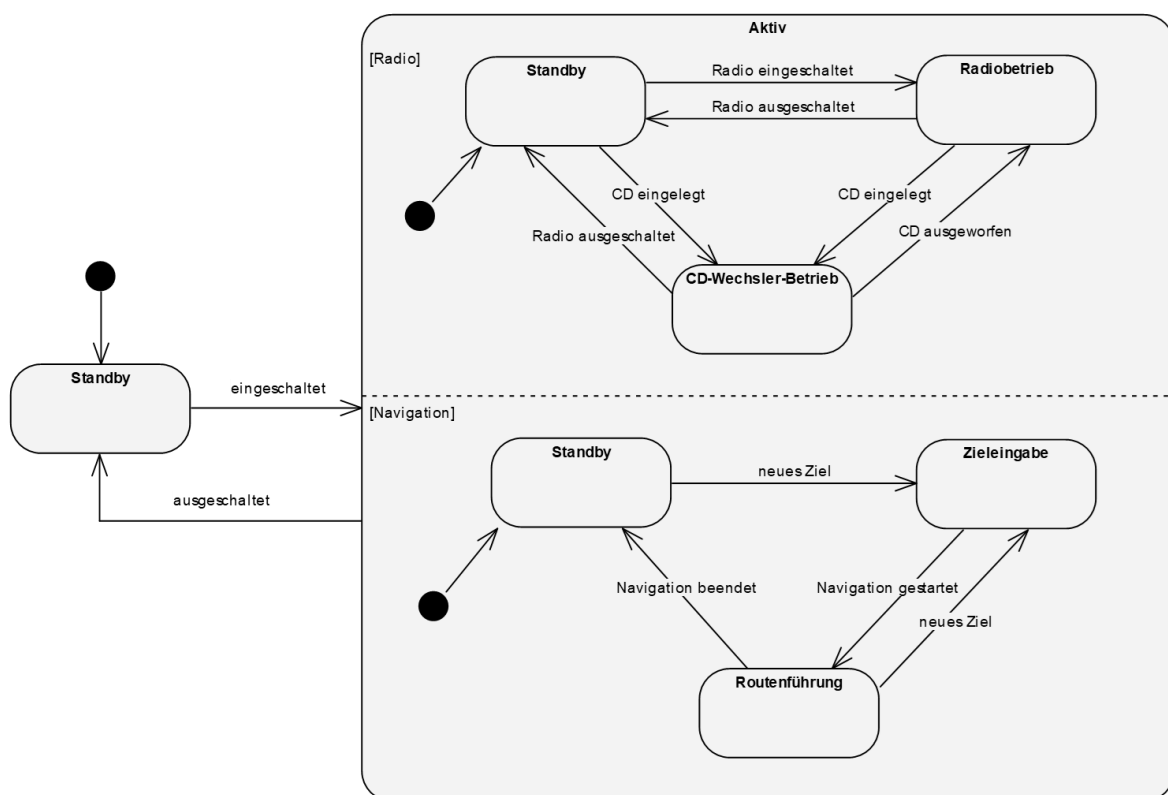 Aktiv
[Radio]
Standby
Radio eingeschaltet
Radiobetrieb
Radio ausgeschaltet
CD eingelegt
CD eingelegt
Radio ausgeschaltet
CD ausgeworfen
CD-Wechsler-Betrieb
Standby
eingeschaltet
ausgeschaltet
[Navigation]
Standby
neues Ziel
Zieleingabe
Navigation beendet
Navigation gestartet
neues Ziel
Routenführung